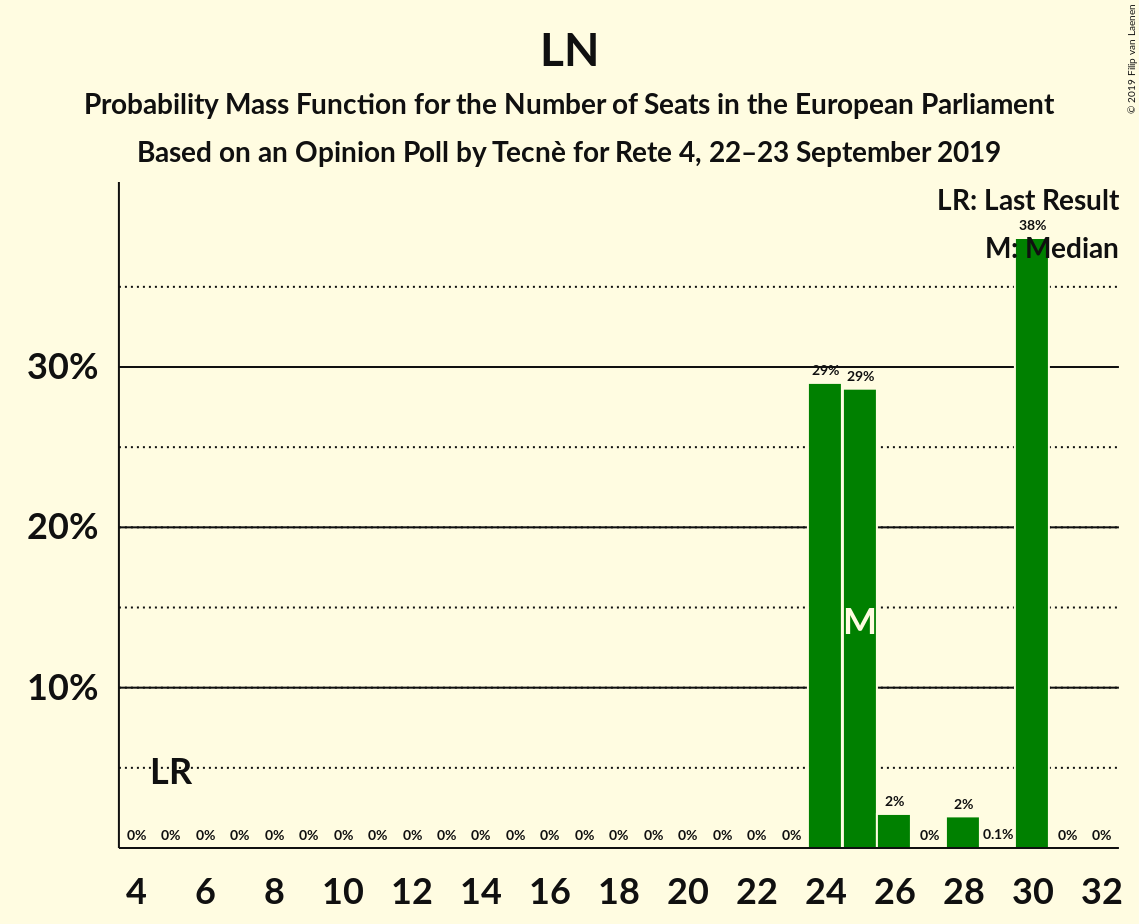 LN
Probability Mass Function for the Number of Seats in the European Parliament
Based on an Opinion Poll by Tecnè for Rete 4, 22–23 September 2019
© 2019 Filip van Laenen
LR: Last Result
M: Median
38%
30%
29% 29%
20%
M
10%
LR
2% 2%
0% 0% 0% 0% 0% 0% 0% 0% 0% 0% 0% 0% 0% 0% 0% 0% 0% 0% 0% 0% 0% 0.1% 0% 0%
4 6 8 10 12 14 16 18 20 22 24 26 28 30 32